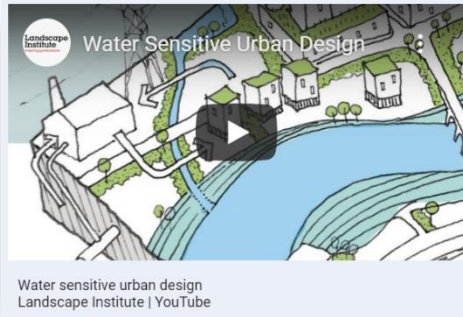 Landscape
Institute
Water Sensitive Urban Design
Water sensitive urban design
Landscape Institute | YouTube